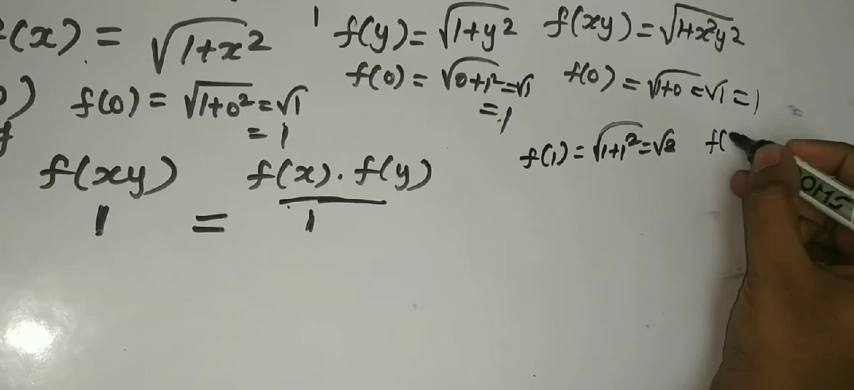 f(x) = √1+x² f(y) = √1+y² f(xy) = √1+x²y²
f(0) = √1+0² = √1 f(0) = √0+1² = √1 f(0) = √1+0 = √1 = 1
= 1 = 1
f(1) = √1+1² = √2 f(
f(xy) f(x) . f(y)
1 = 1